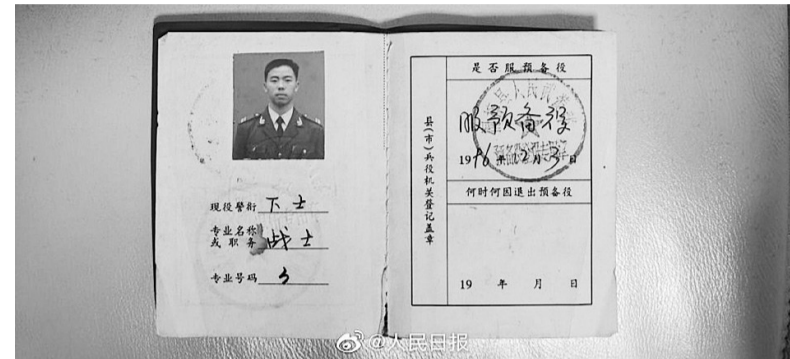 现役警衔 下士
专业名称
或职务 战士
专业号码
县(市)兵役机关登记盖章
是否服预备役
服预备役
1996年12月3日
何时何因退出预备役
19 年 月 日
@人民日报